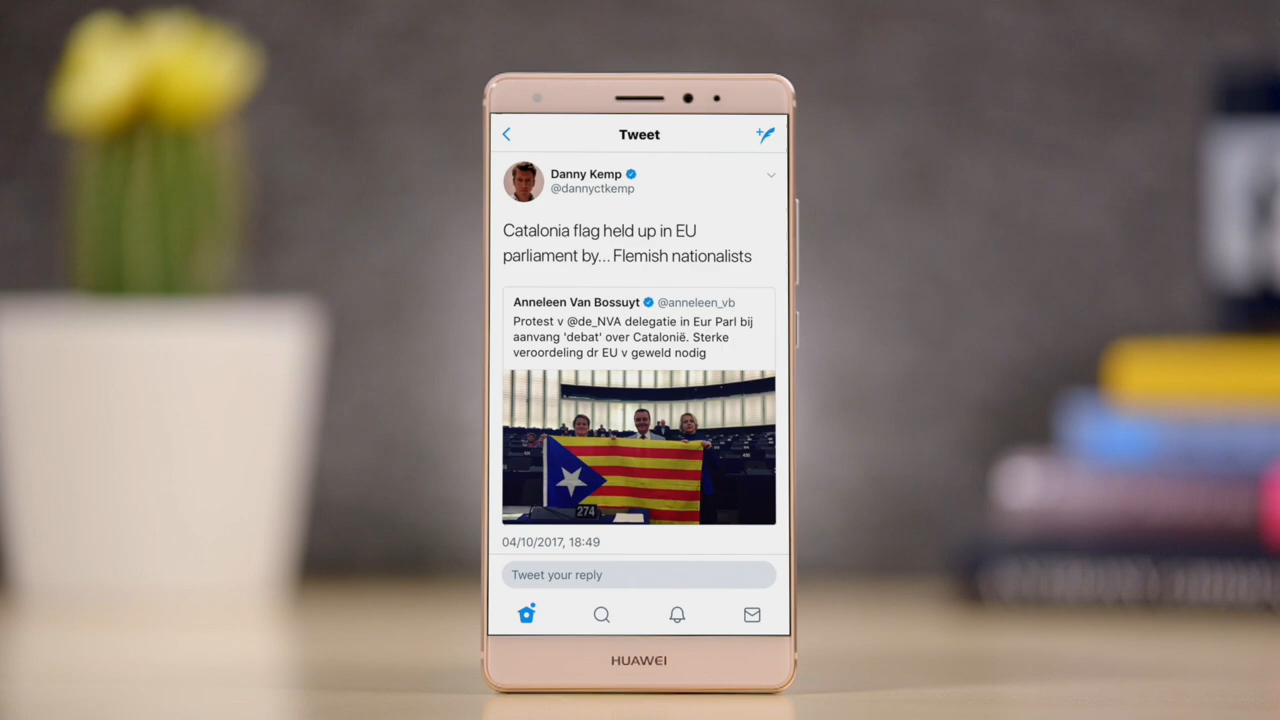 Tweet
Danny Kemp
@dannyctkemp
Catalonia flag held up in EU
parliament by... Flemish nationalists
Anneleen Van Bossuyt @anneleen_vb
Protest v @de_NVA delegatie in Eur Parl bij
aanvang 'debat' over Catalonië. Sterke
veroordeling dr EU v geweld nodig
274
04/10/2017, 18:49
Tweet your reply
HUAWEI